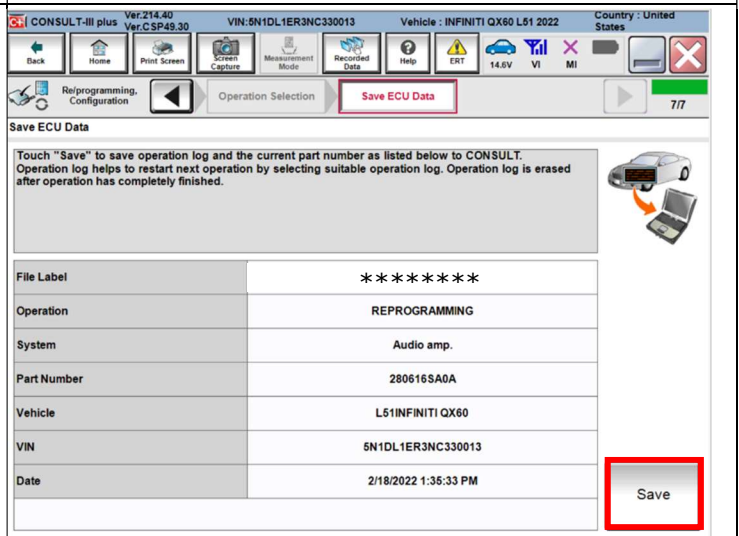 CONSULT-III plus Ver.214.40 VIN:5N1DL1ER3NC330013 Vehicle : INFINITI QX60 L51 2022 Country : United
Ver.CSP49.30 States
Back Home Print Screen Screen Capture Measurement Mode Recorded Data Help ERT 14.6V VI MI
Re/programming, Configuration Operation Selection Save ECU Data 7/7
Save ECU Data
Touch "Save" to save operation log and the current part number as listed below to CONSULT.
Operation log helps to restart next operation by selecting suitable operation log. Operation log is erased
after operation has completely finished.
File Label ********
Operation REPROGRAMMING
System Audio amp.
Part Number 280616SA0A
Vehicle L51INFINITI QX60
VIN 5N1DL1ER3NC330013
Date 2/18/2022 1:35:33 PM
Save